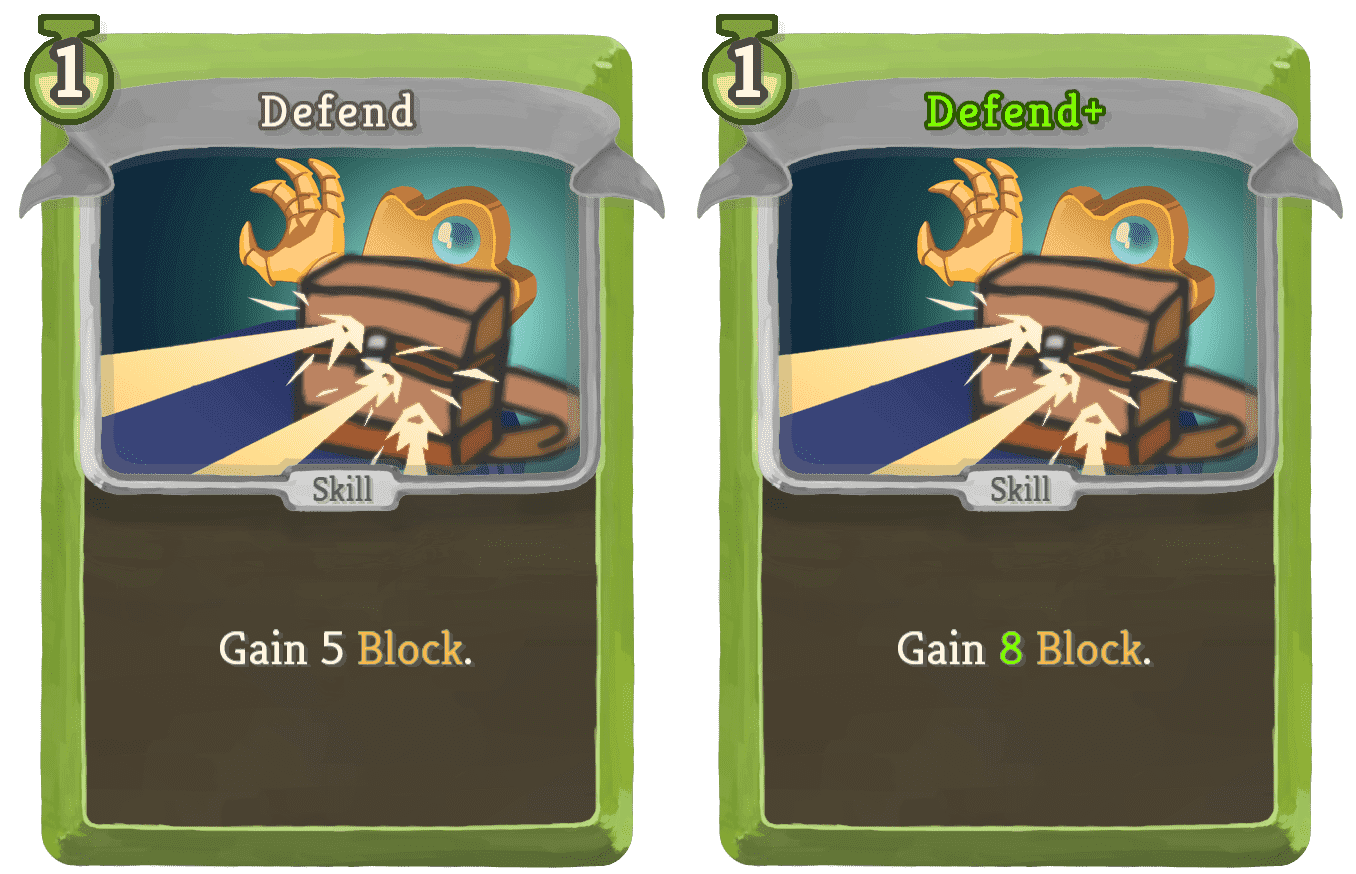 1
Defend
Skill
Gain 5 Block.
1
Defend+
Skill
Gain 8 Block.